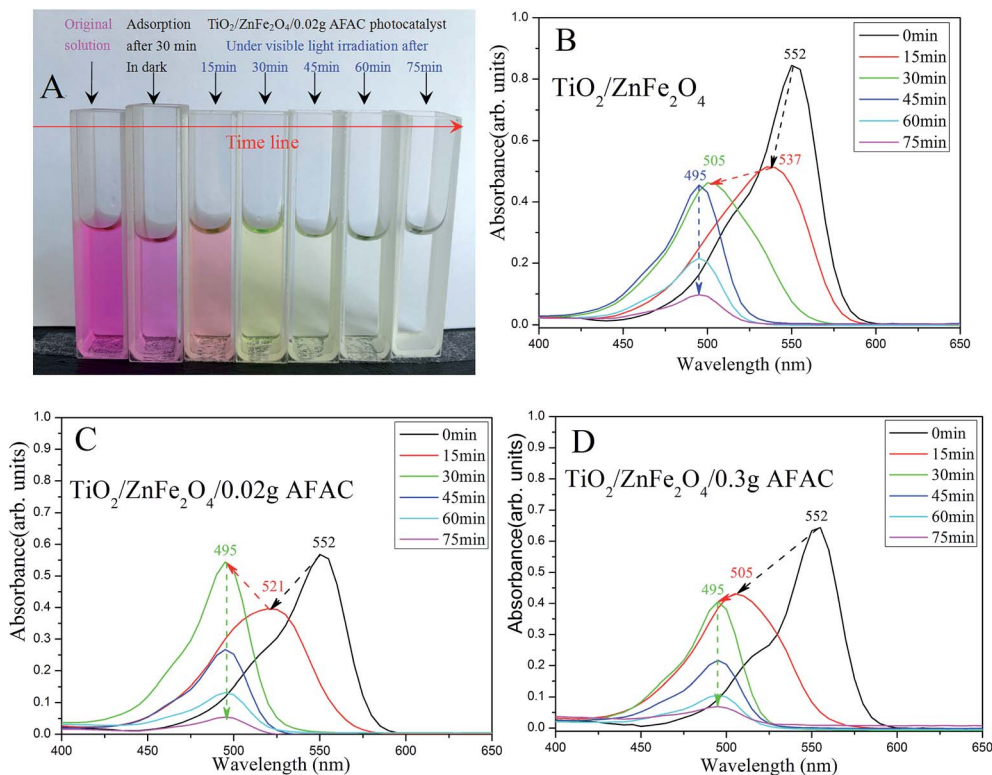 Original solution
Adsorption after 30 min In dark
TiO₂/ZnFe₂O₄/0.02g AFAC photocatalyst
Under visible light irradiation after
15min 30min 45min 60min 75min
A
Time line
B
TiO₂/ZnFe₂O₄
552
537
505
495
0min
15min
30min
45min
60min
75min
Absorbance(arb. units)
0.0 0.2 0.4 0.6 0.8 1.0
400 450 500 550 600 650
Wavelength (nm)
C
TiO₂/ZnFe₂O₄/0.02g AFAC
495
521
552
0min
15min
30min
45min
60min
75min
Absorbance(arb. units)
0.0 0.1 0.2 0.3 0.4 0.5 0.6 0.7 0.8 0.9 1.0
400 450 500 550 600 650
Wavelength (nm)
D
TiO₂/ZnFe₂O₄/0.3g AFAC
495
505
552
0min
15min
30min
45min
60min
75min
Absorbance(arb. units)
0.0 0.1 0.2 0.3 0.4 0.5 0.6 0.7 0.8 0.9 1.0
400 450 500 550 600 650
Wavelength (nm)